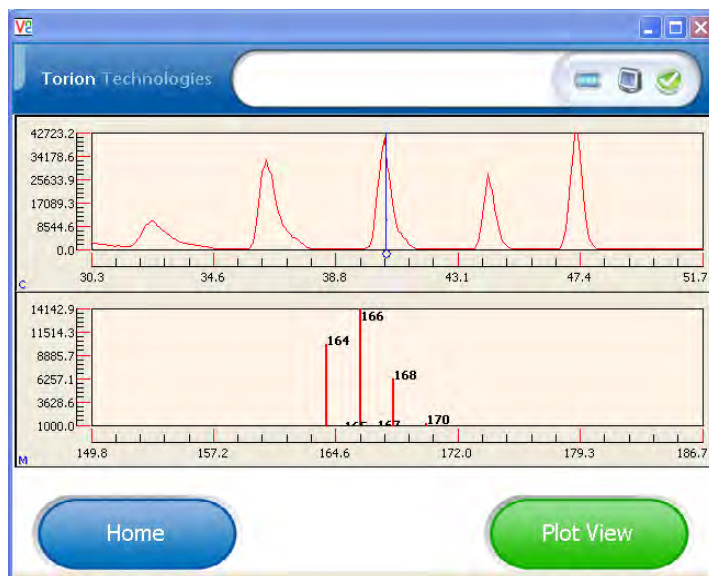 Torion Technologies
42723.2
34178.6
25633.9
17089.3
8544.6
0.0
C
30.3 34.6 38.8 43.1 47.4 51.7
14142.9
11514.3
8885.7
6257.1
3628.6
1000.0
166
164
168
165 167 170
M
149.8 157.2 164.6 172.0 179.3 186.7
Home Plot View